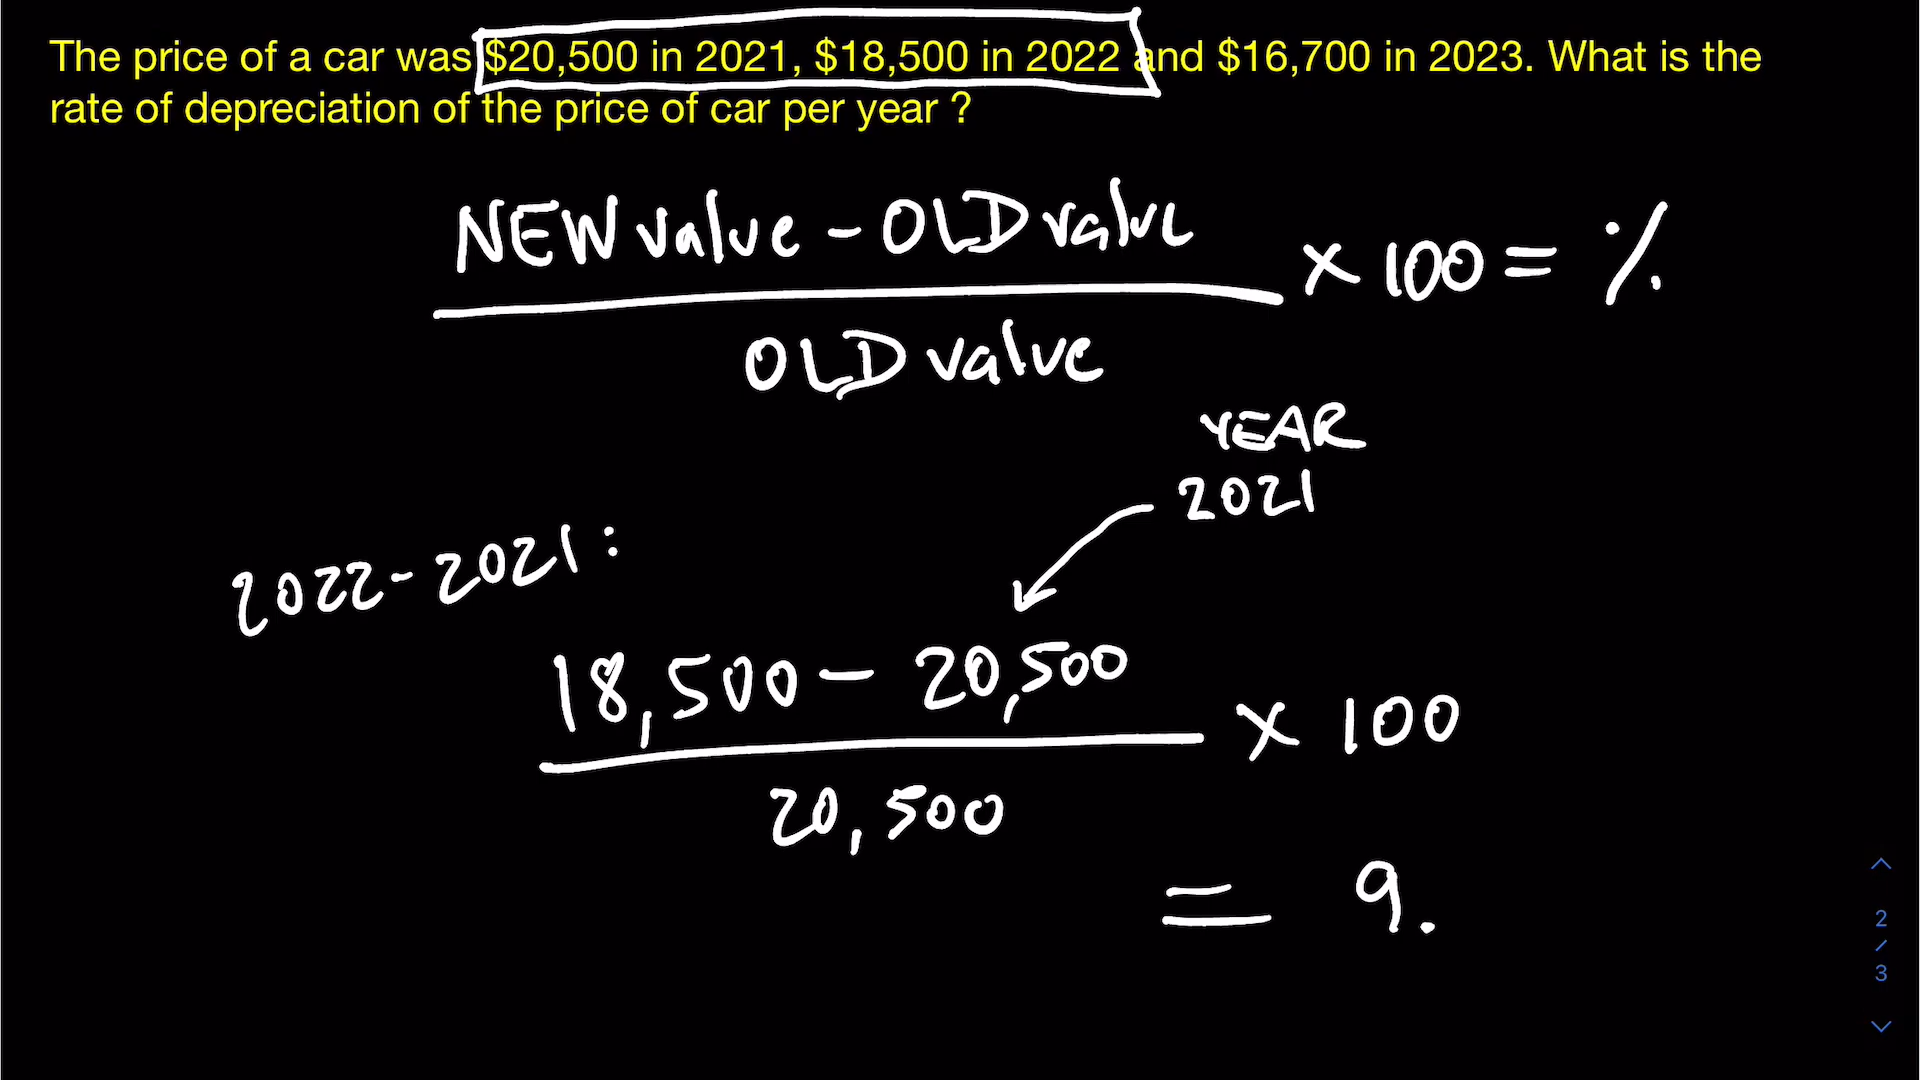 The price of a car was $20,500 in 2021, $18,500 in 2022 and $16,700 in 2023. What is the
rate of depreciation of the price of car per year ?
NEW value - OLD value
x 100 = %
OLD value
YEAR
2021
2022-2021:
18,500 - 20,500
x 100
20,500
= 9.
2
/
3